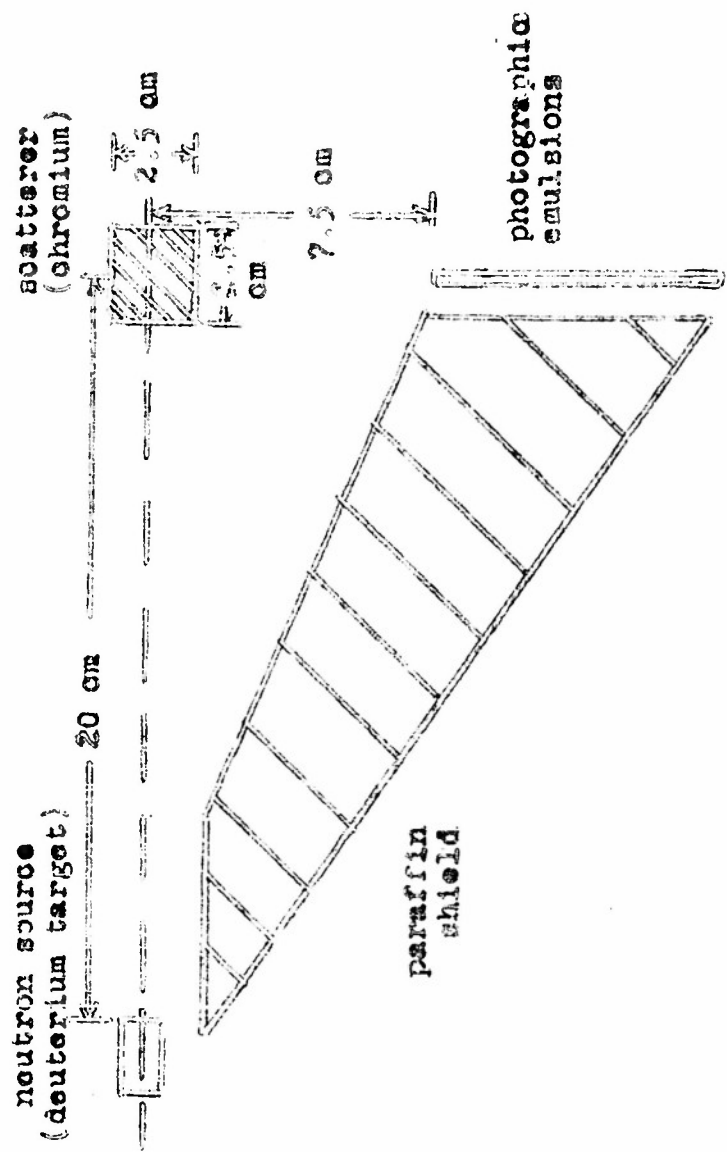 neutron source
(deuterium target)
20 cm
scatterer
(chromium)
2.5 cm
cm
7.5 cm
paraffin
shield
photographic
emulsions